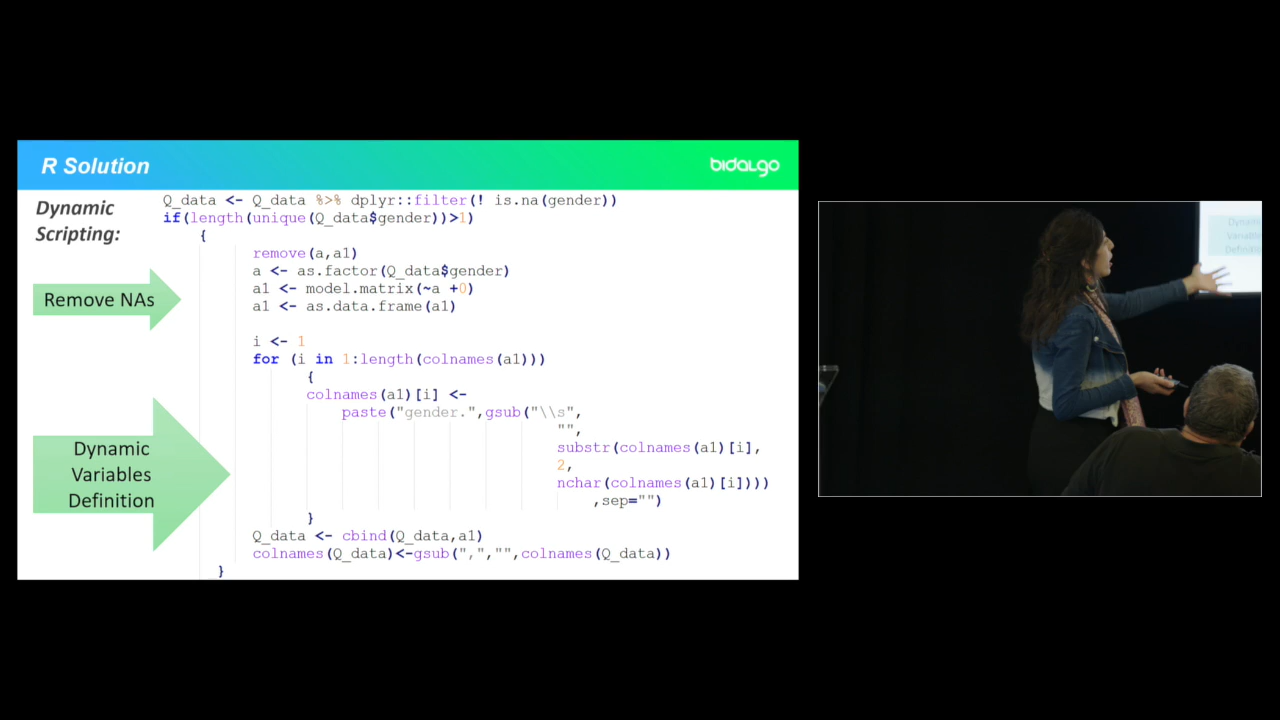 R Solution
bidalgo
Dynamic
Scripting:
Q_data <- Q_data %>% dplyr::filter(! is.na(gender))
if(length(unique(Q_data$gender))>1)
{
remove(a,a1)
a <- as.factor(Q_data$gender)
a1 <- model.matrix(~a +0)
a1 <- as.data.frame(a1)
Remove NAs
i <- 1
for (i in 1:length(colnames(a1)))
{
colnames(a1)[i] <-
paste("gender.",gsub("\\s",
"",
substr(colnames(a1)[i],
2,
nchar(colnames(a1)[i])))
,sep="")
}
Dynamic
Variables
Definition
Q_data <- cbind(Q_data,a1)
colnames(Q_data)<-gsub(",","",colnames(Q_data))
}
Dynamic
Variable